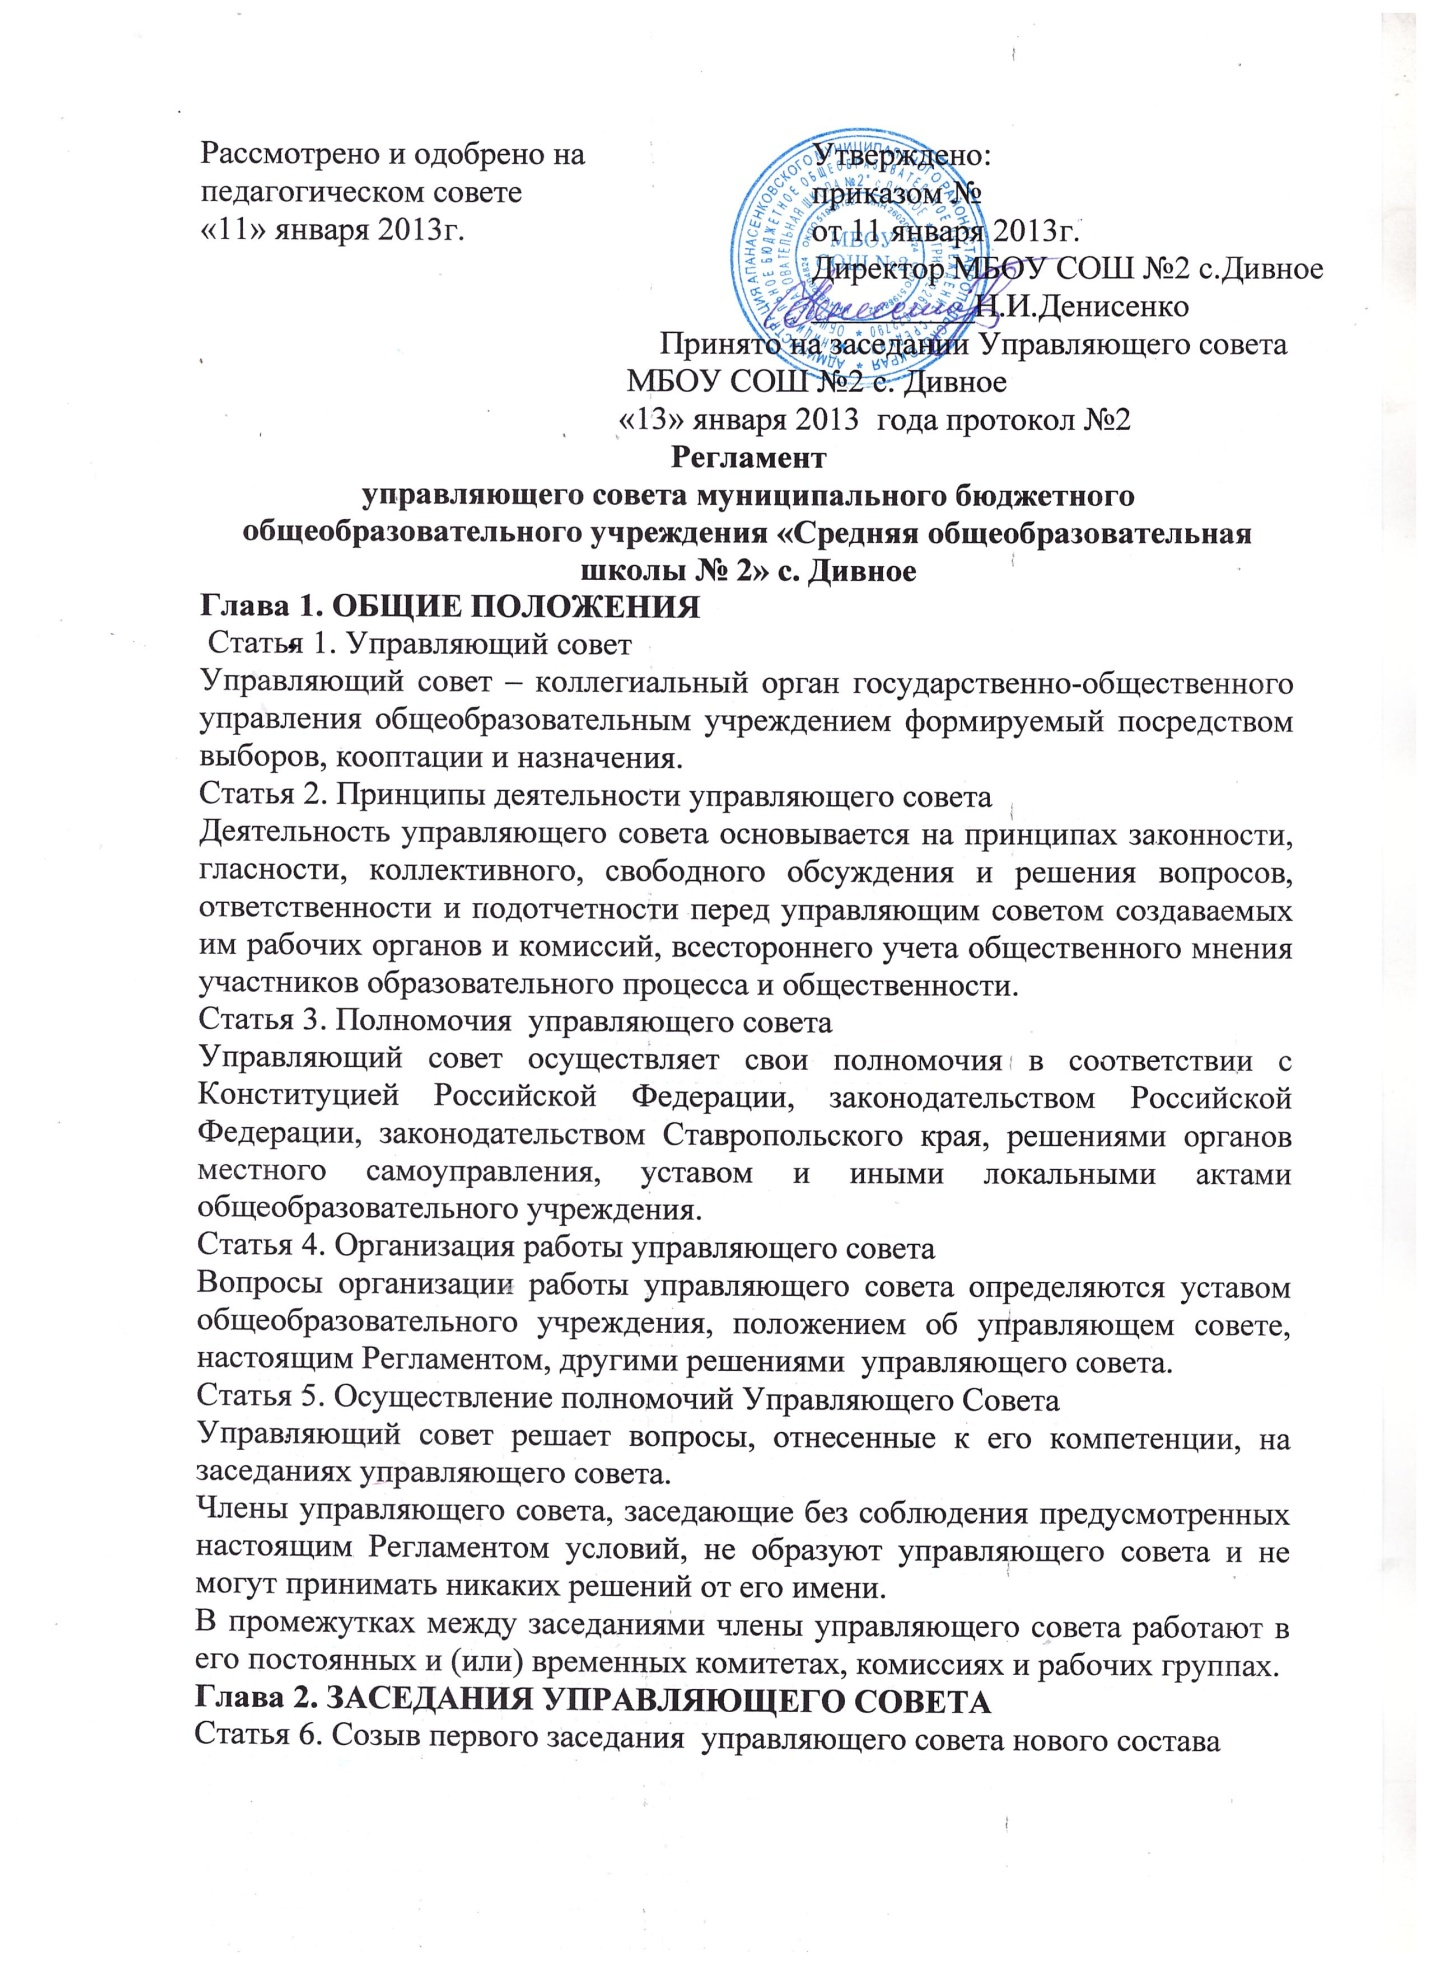 Рассмотрено и одобрено на
педагогическом совете
«11» января 2013г.
Утверждено:
приказом №
от 11 января 2013г.
Директор МБОУ СОШ №2 с.Дивное
Н.И.Денисенко
МБОУ
СОШ №2
Принято на заседании Управляющего совета
МБОУ СОШ №2 с. Дивное
«13» января 2013 года протокол №2
Регламент
управляющего совета муниципального бюджетного
общеобразовательного учреждения «Средняя общеобразовательная
школы № 2» с. Дивное
Глава 1. ОБЩИЕ ПОЛОЖЕНИЯ
Статья 1. Управляющий совет
Управляющий совет – коллегиальный орган государственно-общественного
управления общеобразовательным учреждением формируемый посредством
выборов, кооптации и назначения.
Статья 2. Принципы деятельности управляющего совета
Деятельность управляющего совета основывается на принципах законности,
гласности, коллективного, свободного обсуждения и решения вопросов,
ответственности и подотчетности перед управляющим советом создаваемых
им рабочих органов и комиссий, всестороннего учета общественного мнения
участников образовательного процесса и общественности.
Статья 3. Полномочия управляющего совета
Управляющий совет осуществляет свои полномочия в соответствии с
Конституцией Российской Федерации, законодательством Российской
Федерации, законодательством Ставропольского края, решениями органов
местного самоуправления, уставом и иными локальными актами
общеобразовательного учреждения.
Статья 4. Организация работы управляющего совета
Вопросы организации работы управляющего совета определяются уставом
общеобразовательного учреждения, положением об управляющем совете,
настоящим Регламентом, другими решениями управляющего совета.
Статья 5. Осуществление полномочий Управляющего Совета
Управляющий совет решает вопросы, отнесенные к его компетенции, на
заседаниях управляющего совета.
Члены управляющего совета, заседающие без соблюдения предусмотренных
настоящим Регламентом условий, не образуют управляющего совета и не
могут принимать никаких решений от его имени.
В промежутках между заседаниями члены управляющего совета работают в
его постоянных и (или) временных комитетах, комиссиях и рабочих группах.
Глава 2. ЗАСЕДАНИЯ УПРАВЛЯЮЩЕГО СОВЕТА
Статья 6. Созыв первого заседания управляющего совета нового состава